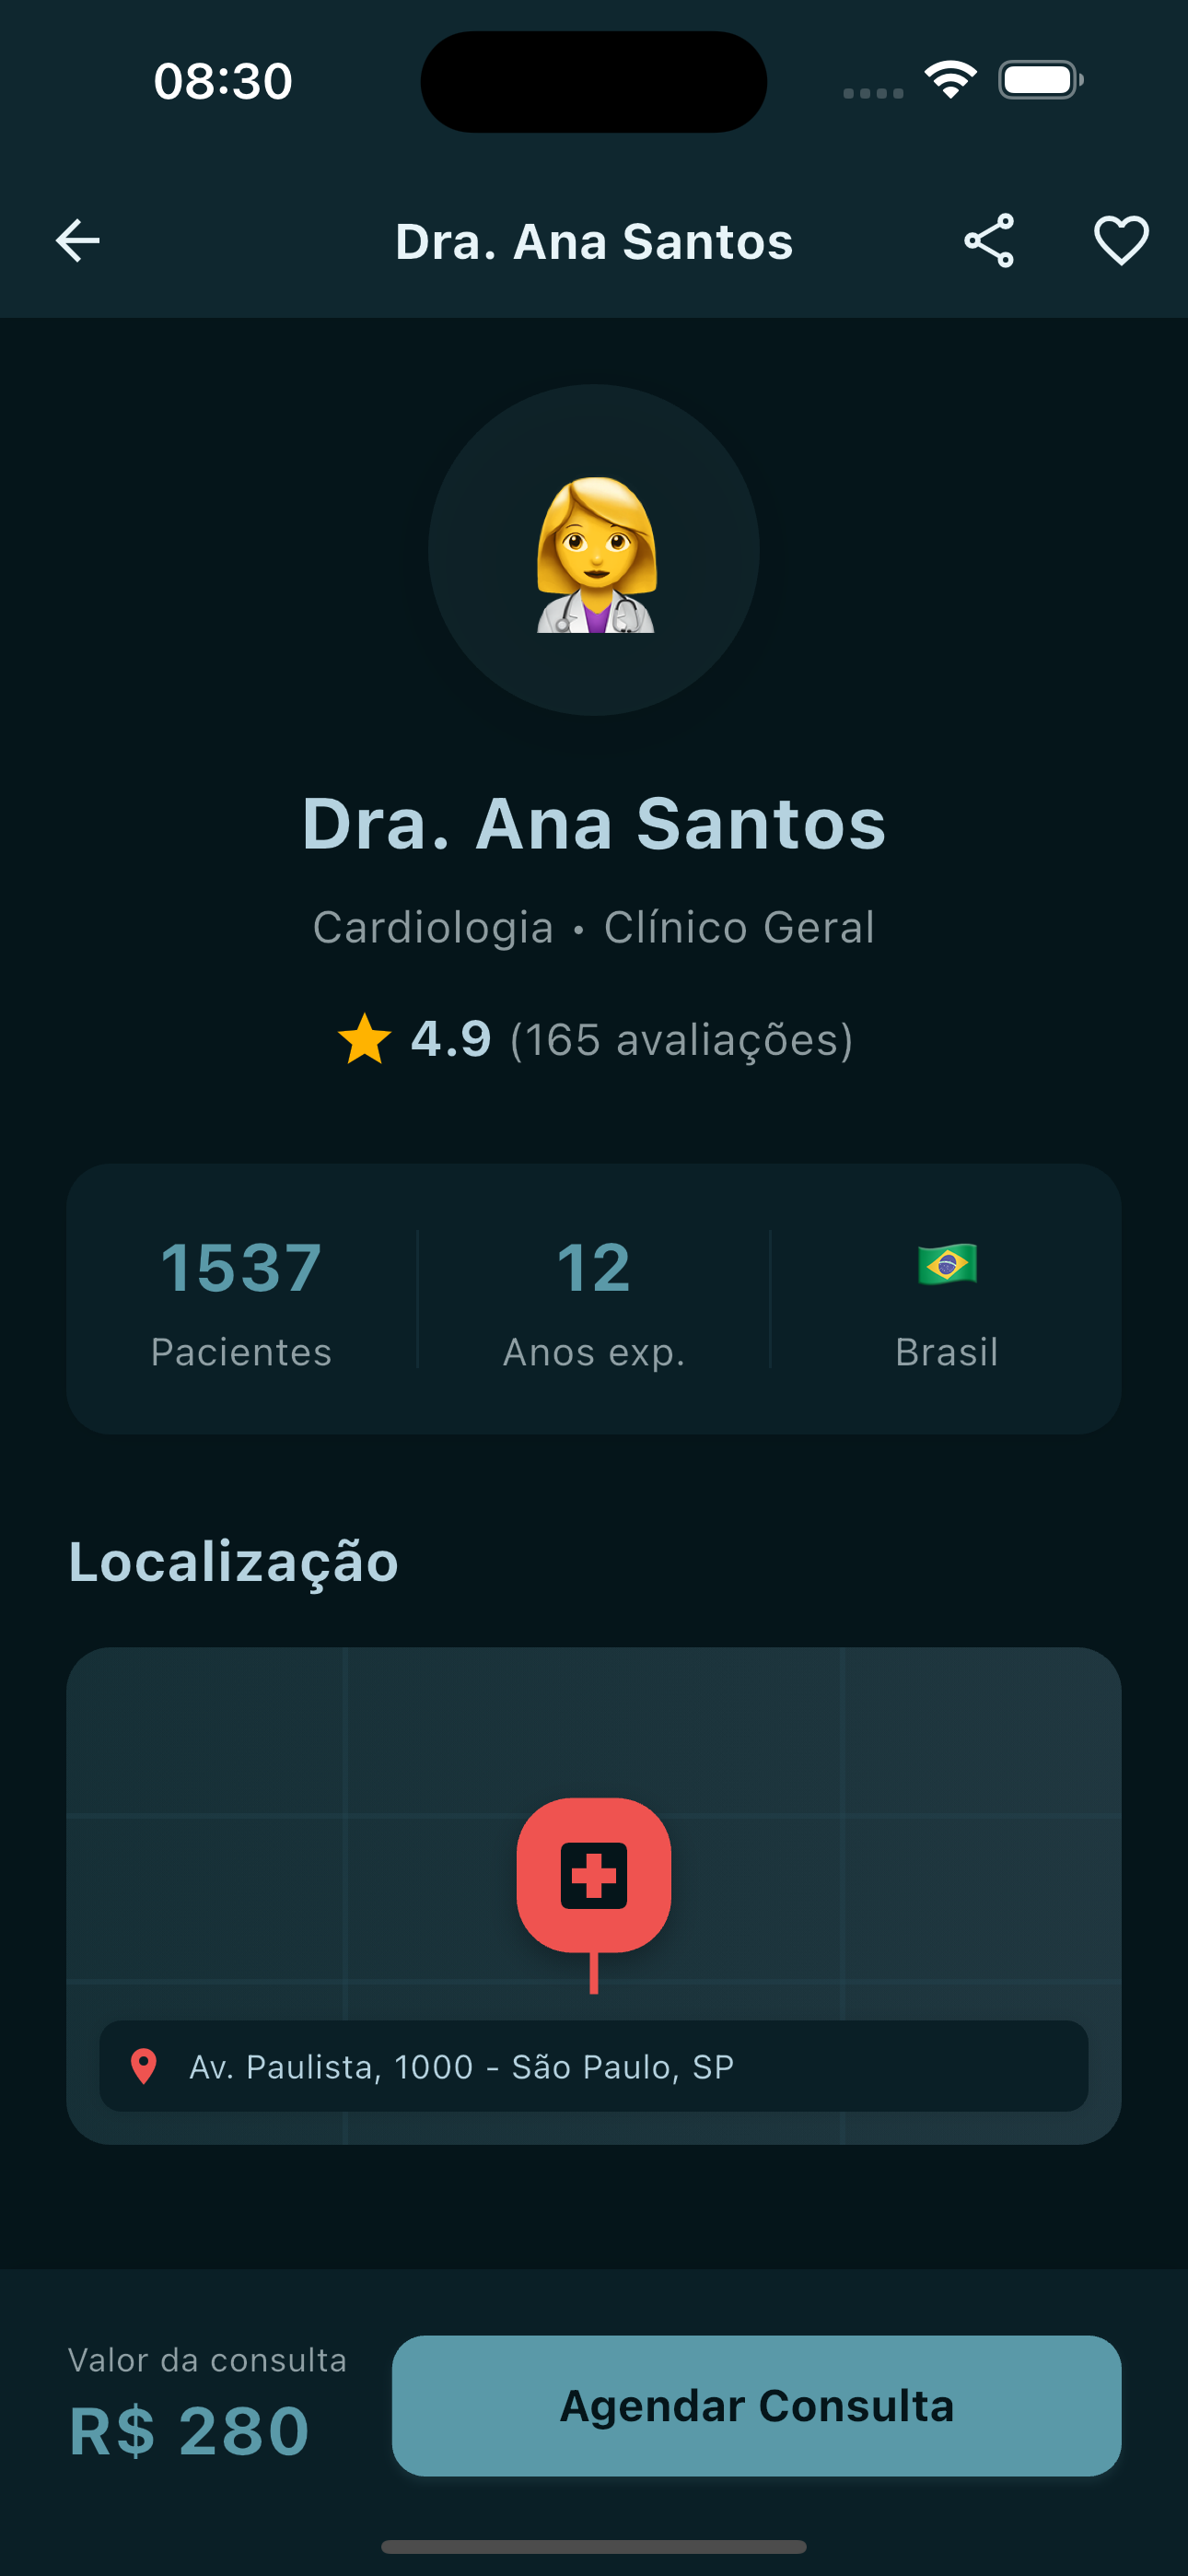 08:30
Dra. Ana Santos
Dra. Ana Santos
Cardiologia • Clínico Geral
4.9 (165 avaliações)
1537 12
Pacientes Anos exp. Brasil
Localização
Av. Paulista, 1000 - São Paulo, SP
Valor da consulta
R$ 280
Agendar Consulta